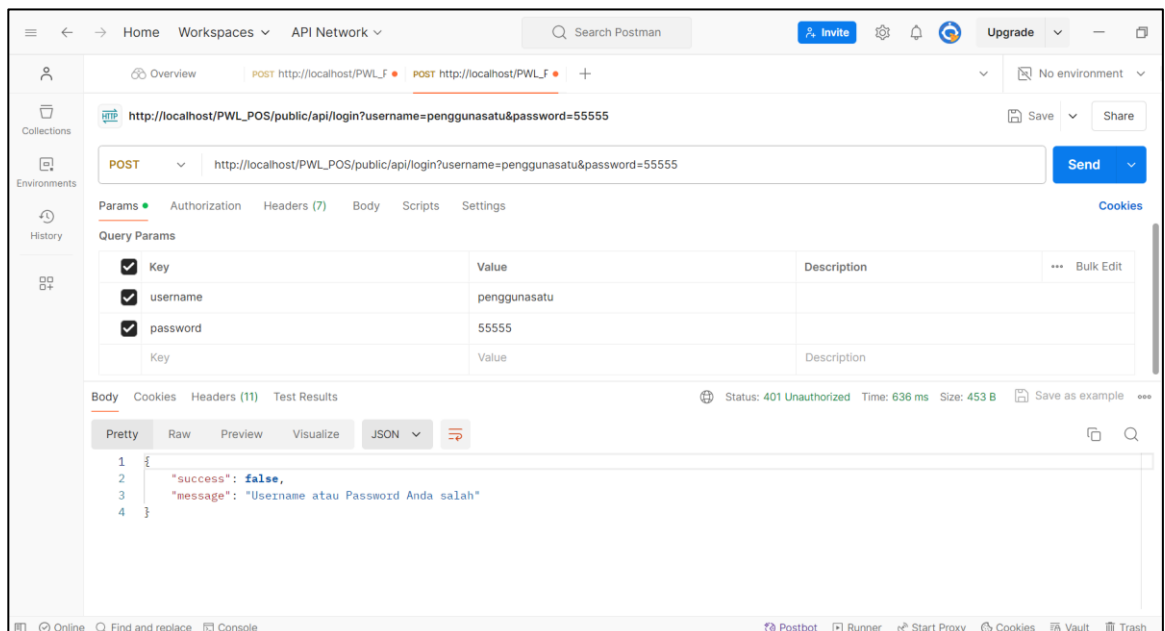 Home Workspaces API Network Search Postman Invite Upgrade
Overview POST http://localhost/PWL_F POST http://localhost/PWL_F + No environment
HTTP http://localhost/PWL_POS/public/api/login?username=penggunasatu&password=55555 Save Share
Collections
POST http://localhost/PWL_POS/public/api/login?username=penggunasatu&password=55555 Send
Environments
Params Authorization Headers (7) Body Scripts Settings Cookies
History
Query Params
Key Value Description ••• Bulk Edit
username penggunasatu
password 55555
Key Value Description
Body Cookies Headers (11) Test Results Status: 401 Unauthorized Time: 636 ms Size: 453 B Save as example •••
Pretty Raw Preview Visualize JSON
1 {
2 "success": false,
3 "message": "Username atau Password Anda salah"
4 }
Online Find and replace Console Postbot Runner Start Proxy Cookies Vault Trash